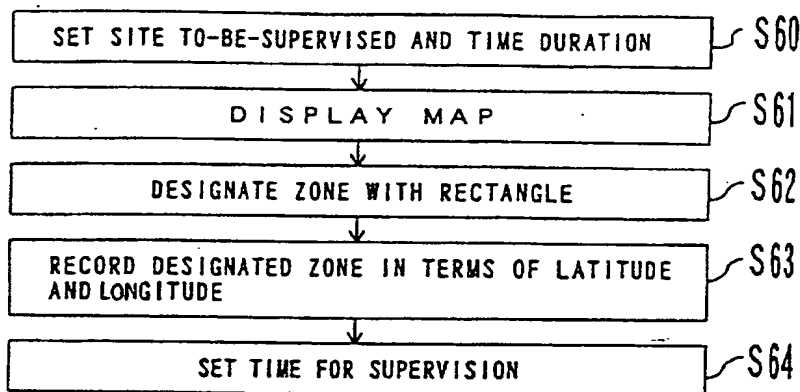 SET SITE TO-BE-SUPERVISED AND TIME DURATION S60
DISPLAY MAP S61
DESIGNATE ZONE WITH RECTANGLE S62
RECORD DESIGNATED ZONE IN TERMS OF LATITUDE S63
AND LONGITUDE
SET TIME FOR SUPERVISION S64